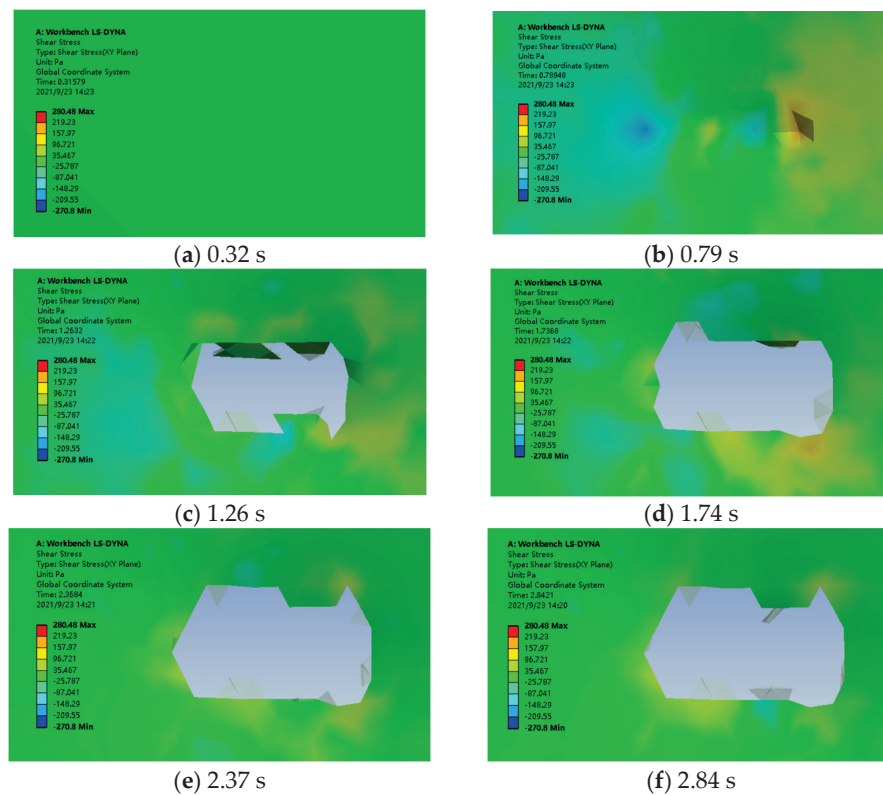 A: Workbench LS-DYNA
Shear Stress
Type: Shear Stress(XY Plane)
Unit: Pa
Global Coordinate System
Time: 0.31579
2021/9/23 14:23
280.48 Max
219.23
157.97
96.721
35.467
-25.787
-87.041
-148.29
-209.55
-270.8 Min
(a) 0.32 s
A: Workbench LS-DYNA
Shear Stress
Type: Shear Stress(XY Plane)
Unit: Pa
Global Coordinate System
Time: 0.78948
2021/9/23 14:23
280.48 Max
219.23
157.97
96.721
35.467
-25.787
-87.041
-148.29
-209.55
-270.8 Min
(b) 0.79 s
A: Workbench LS-DYNA
Shear Stress
Type: Shear Stress(XY Plane)
Unit: Pa
Global Coordinate System
Time: 1.2632
2021/9/23 14:22
280.48 Max
219.23
157.97
96.721
35.467
-25.787
-87.041
-148.29
-209.55
-270.8 Min
(c) 1.26 s
A: Workbench LS-DYNA
Shear Stress
Type: Shear Stress(XY Plane)
Unit: Pa
Global Coordinate System
Time: 1.7368
2021/9/23 14:22
280.48 Max
219.23
157.97
96.721
35.467
-25.787
-87.041
-148.29
-209.55
-270.8 Min
(d) 1.74 s
A: Workbench LS-DYNA
Shear Stress
Type: Shear Stress(XY Plane)
Unit: Pa
Global Coordinate System
Time: 2.3684
2021/9/23 14:21
280.48 Max
219.23
157.97
96.721
35.467
-25.787
-87.041
-148.29
-209.55
-270.8 Min
(e) 2.37 s
A: Workbench LS-DYNA
Shear Stress
Type: Shear Stress(XY Plane)
Unit: Pa
Global Coordinate System
Time: 2.8421
2021/9/23 14:20
280.48 Max
219.23
157.97
96.721
35.467
-25.787
-87.041
-148.29
-209.55
-270.8 Min
(f) 2.84 s